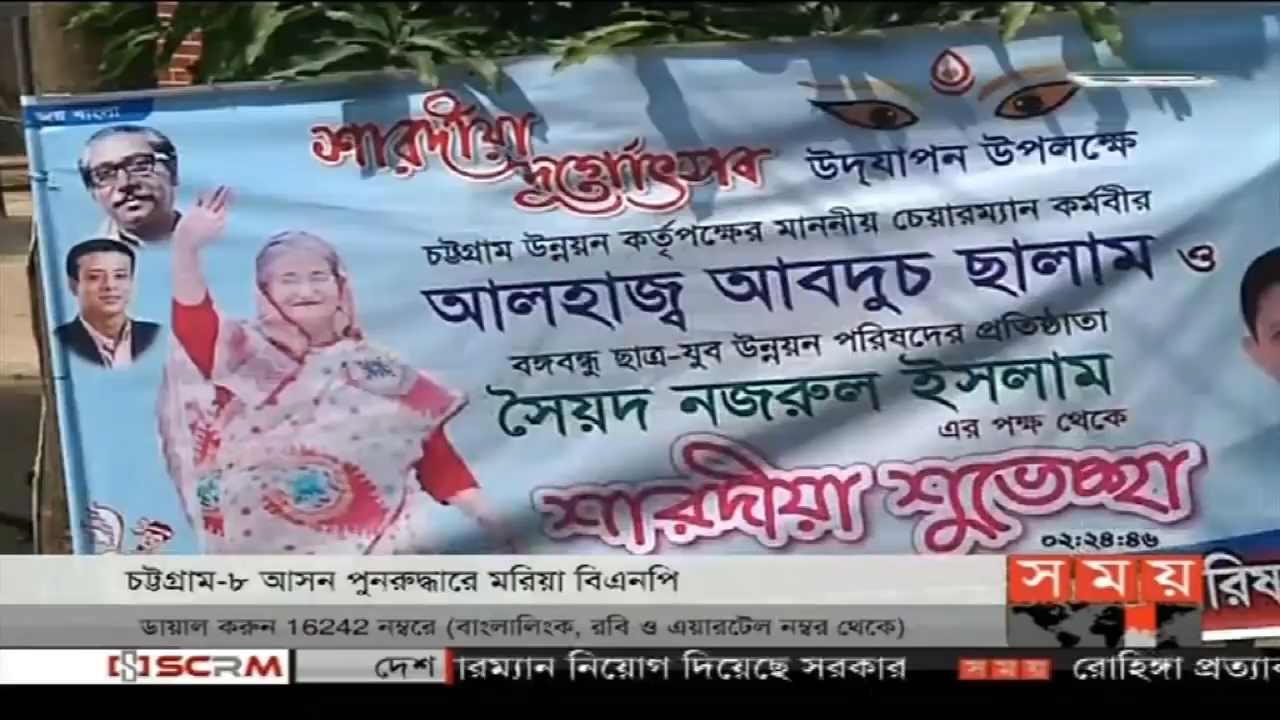 জয় বাংলা
শারদীয়া
দুর্গোৎসব উদ্‌যাপন উপলক্ষে
চট্টগ্রাম উন্নয়ন কর্তৃপক্ষের মাননীয় চেয়ারম্যান কর্মবীর
আলহাজ্ব আবদুচ ছালাম ও
বঙ্গবন্ধু ছাত্র-যুব উন্নয়ন পরিষদের প্রতিষ্ঠাতা
সৈয়দ নজরুল ইসলাম
এর পক্ষ থেকে
শারদীয়া শুভেচ্ছা
০২:২৪:৪৬
চট্টগ্রাম-৮ আসন পুনরুদ্ধারে মরিয়া বিএনপি
সময়
রিষ
ডায়াল করুন 16242 নম্বরে (বাংলালিংক, রবি ও এয়ারটেল নম্বর থেকে)
SCRM দেশ ারম্যান নিয়োগ দিয়েছে সরকার সময় রোহিঙ্গা প্রত্যা